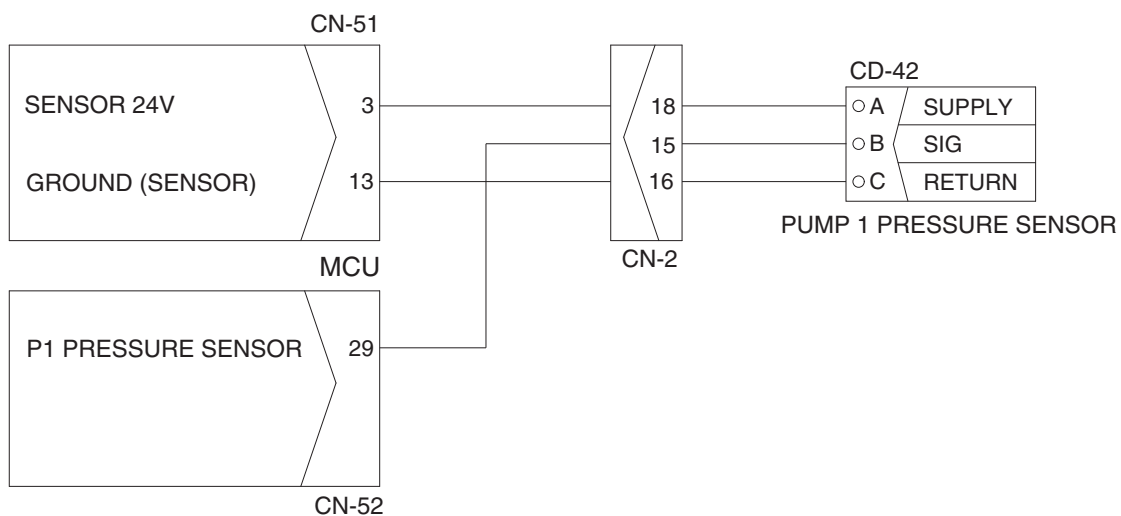 CN-51
SENSOR 24V 3
GROUND (SENSOR) 13
MCU
P1 PRESSURE SENSOR 29
CN-52
18
15
16
CN-2
CD-42
A SUPPLY
B SIG
C RETURN
PUMP 1 PRESSURE SENSOR